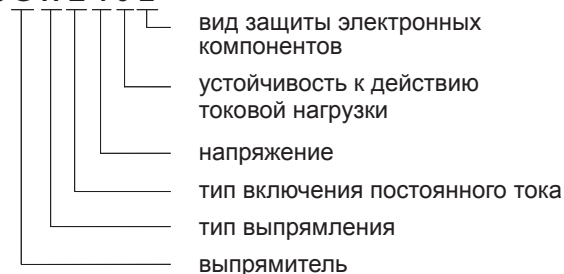 вид защиты электронных
компонентов
устойчивость к действию
токовой нагрузки
напряжение
тип включения постоянного тока
тип выпрямления
выпрямитель